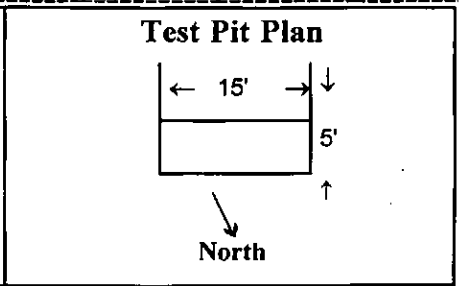 Test Pit Plan
← 15' → ↓
5'
↑
North